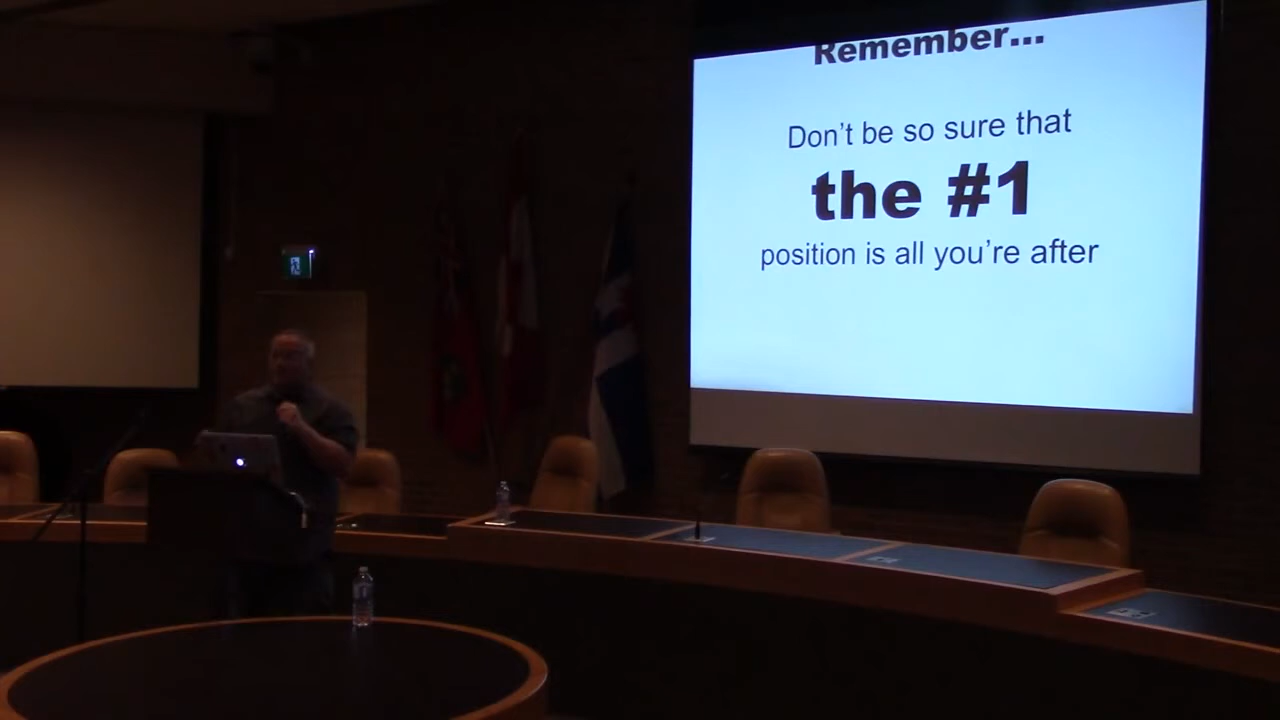 Remember...
Don't be so sure that
the #1
position is all you're after